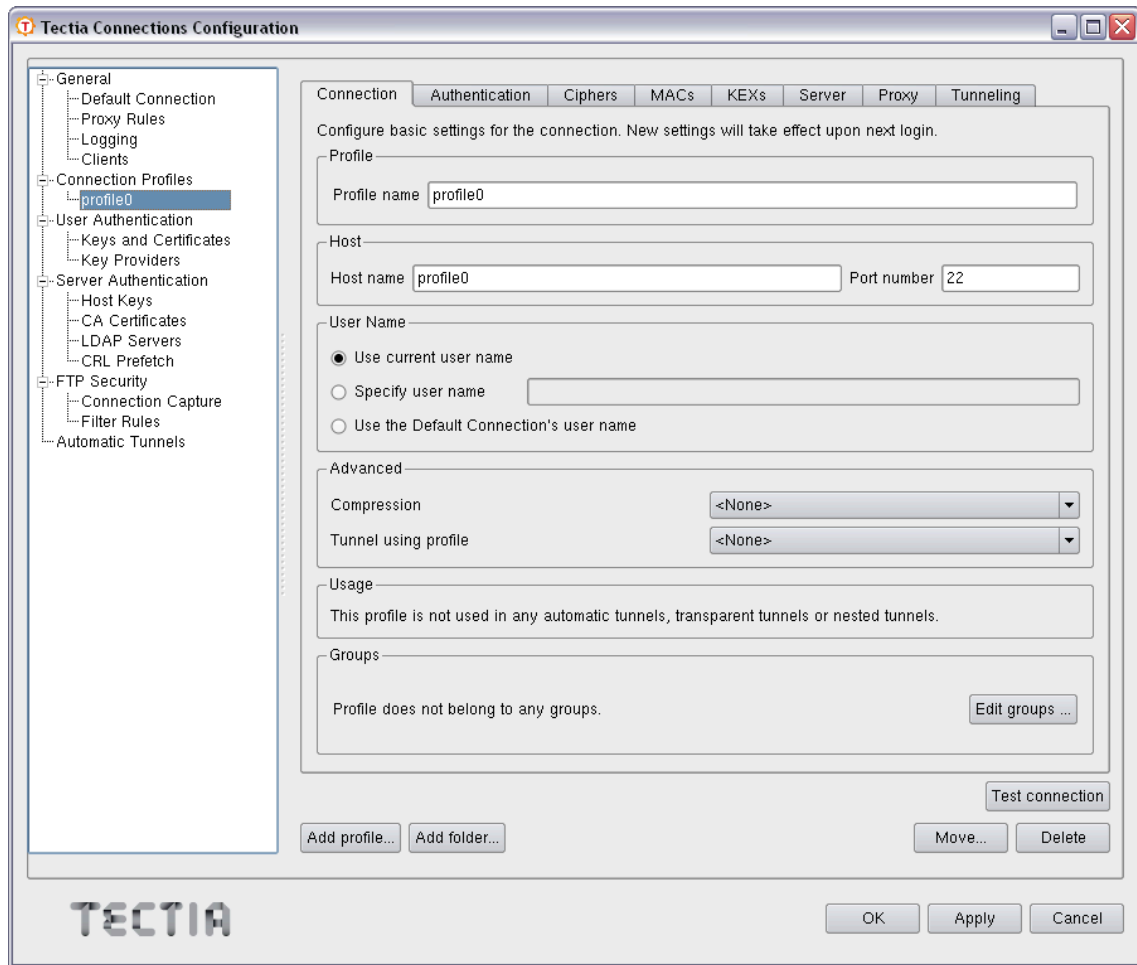 Tectia Connections Configuration
General
Default Connection
Proxy Rules
Logging
Clients
Connection Profiles
profile0
User Authentication
Keys and Certificates
Key Providers
Server Authentication
Host Keys
CA Certificates
LDAP Servers
CRL Prefetch
FTP Security
Connection Capture
Filter Rules
Automatic Tunnels
Connection Authentication Ciphers MACs KEXs Server Proxy Tunneling
Configure basic settings for the connection. New settings will take effect upon next login.
Profile
Profile name profile0
Host
Host name profile0 Port number 22
User Name
Use current user name
Specify user name
Use the Default Connection's user name
Advanced
Compression <None>
Tunnel using profile <None>
Usage
This profile is not used in any automatic tunnels, transparent tunnels or nested tunnels.
Groups
Profile does not belong to any groups. Edit groups ...
Test connection
Add profile... Add folder... Move... Delete
TECTIA OK Apply Cancel